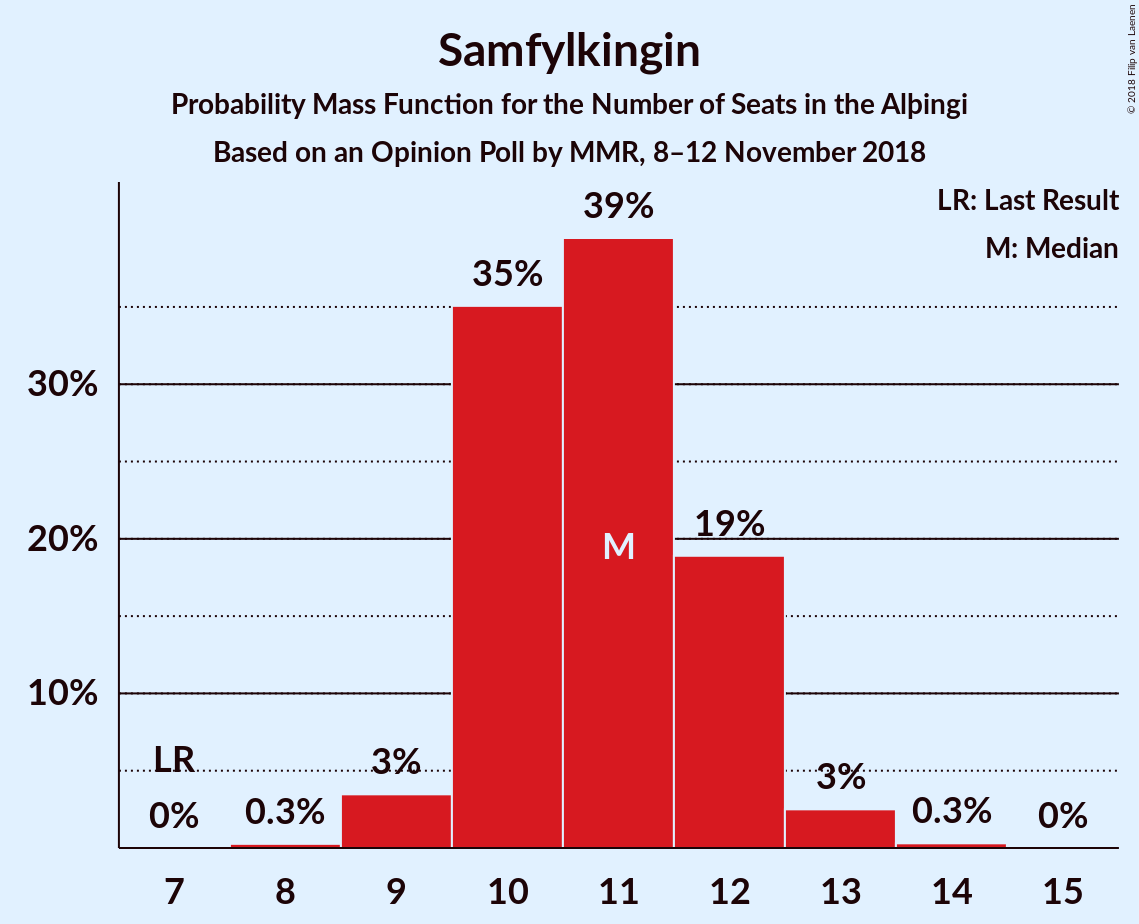 Samfylkingin
Probability Mass Function for the Number of Seats in the Alþingi
Based on an Opinion Poll by MMR, 8–12 November 2018
© 2018 Filip van Laenen
LR: Last Result
M: Median
39%
35%
30%
M
19%
20%
10%
LR
0%
0.3%
3%
3%
0.3%
0%
7 8 9 10 11 12 13 14 15